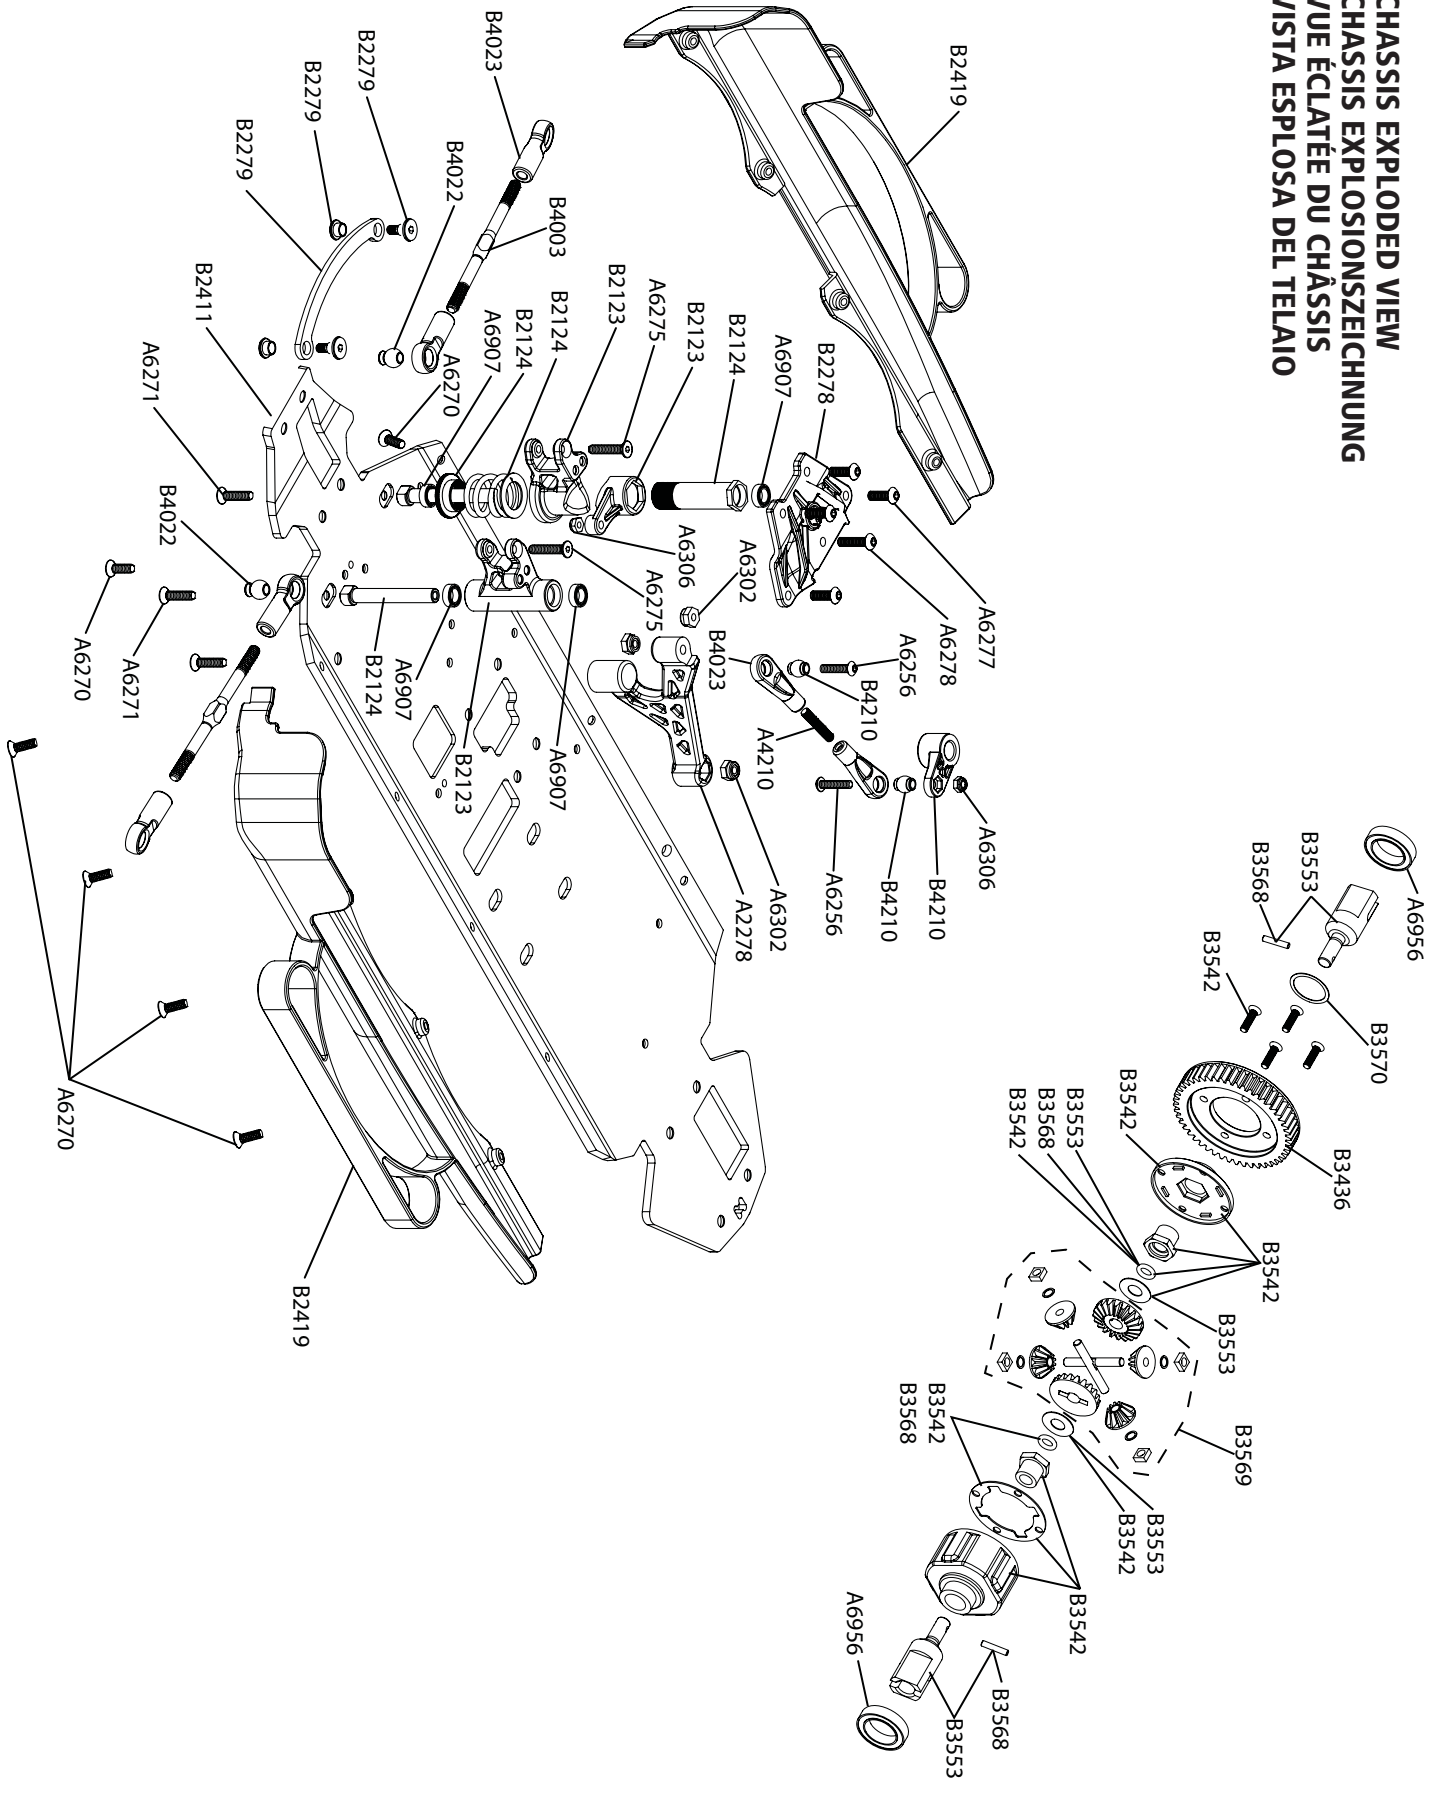 CHASSIS EXPLODED VIEW
CHASSIS EXPLOSIONSZEICHNUNG
VUE ÉCLATÉE DU CHÂSSIS
VISTA ESPLOSA DEL TELAIO
A6956
B3570
B3436
B3553
B3568
B3542
B3542
B3542
B3553
B3569
B3553
B3568
B3542
B3553
B3542
B3542
B3568
B3542
B3568
B3553
A6956
B2419
A6277
A6278
A6306
A6256
B4210
B4210
B4210
A6256
A4210
B2278
A6907
A6302
B4023
A6302
A2278
B2124
B2123
A6306
A6275
A6275
B2123
B2124
B2124
A6907
A6907
B2123
A6907
B2124
B4023
B4003
B4022
A6270
B2279
B2279
B2279
B2411
A6271
B4022
A6271
A6270
A6270
B2419